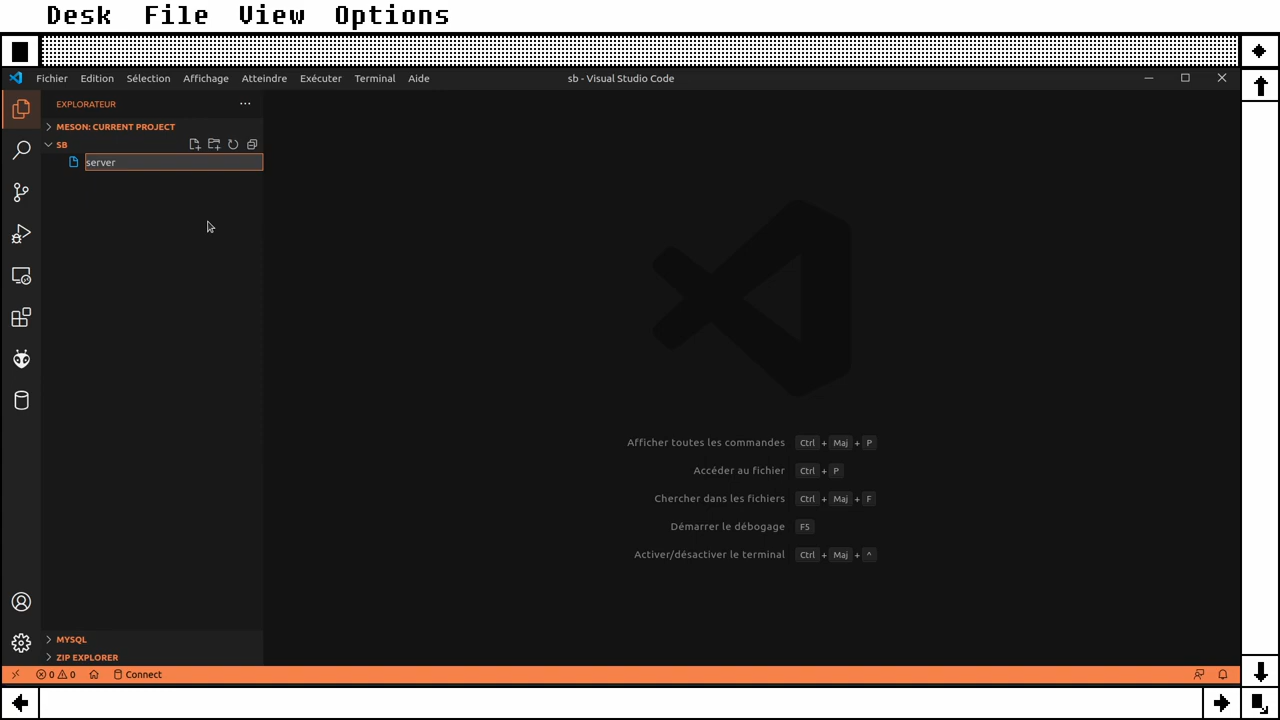 Desk File View Options
Fichier Edition Sélection Affichage Atteindre Exécuter Terminal Aide sb - Visual Studio Code
EXPLORATEUR
MESON: CURRENT PROJECT
SB
server
Afficher toutes les commandes Ctrl + Maj + P
Accéder au fichier Ctrl + P
Chercher dans les fichiers Ctrl + Maj + F
Démarrer le débogage F5
Activer/désactiver le terminal Ctrl + Maj + ^
MYSQL
ZIP EXPLORER
0 0 Connect